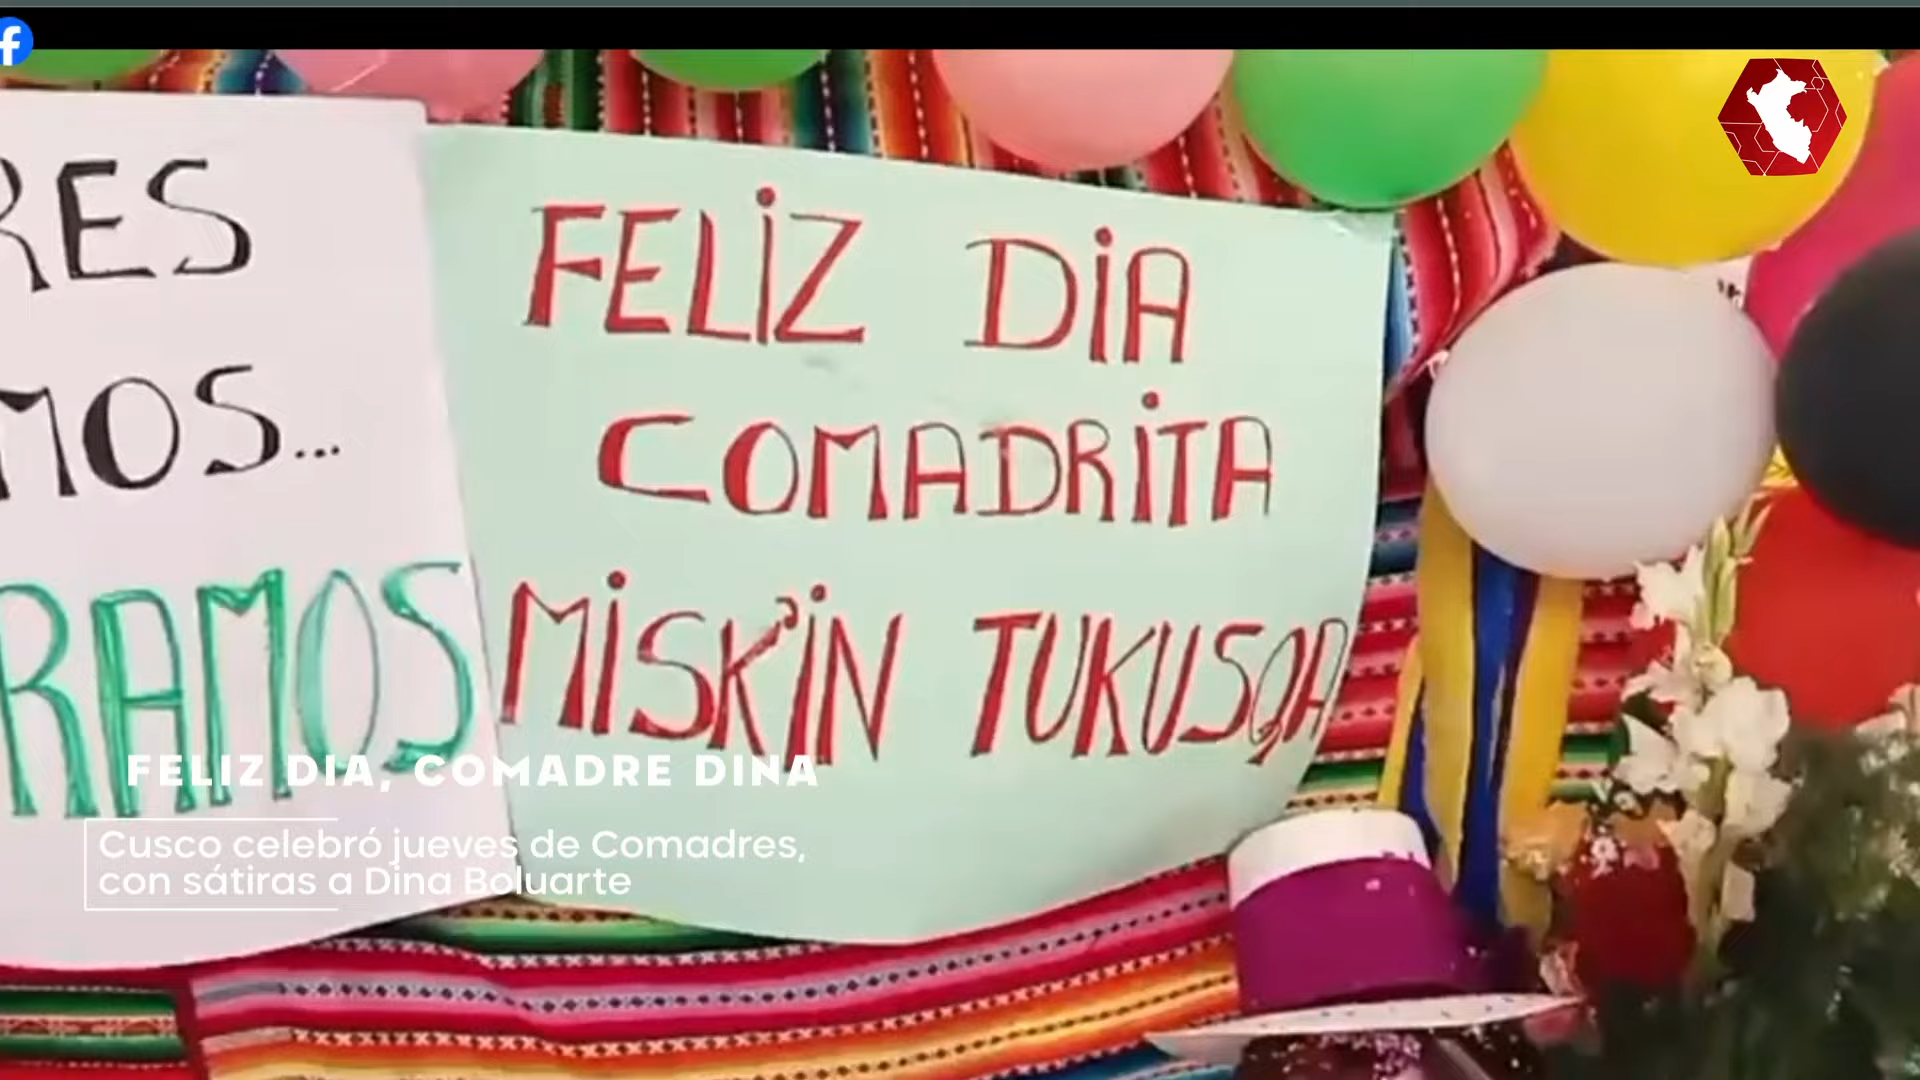 RES
MOS...
RAMOS
FELIZ DIA
COMADRITA
MISK'IN TUKUSQA
FELIZ DIA, COMADRE DINA
Cusco celebró jueves de Comadres,
con sátiras a Dina Boluarte